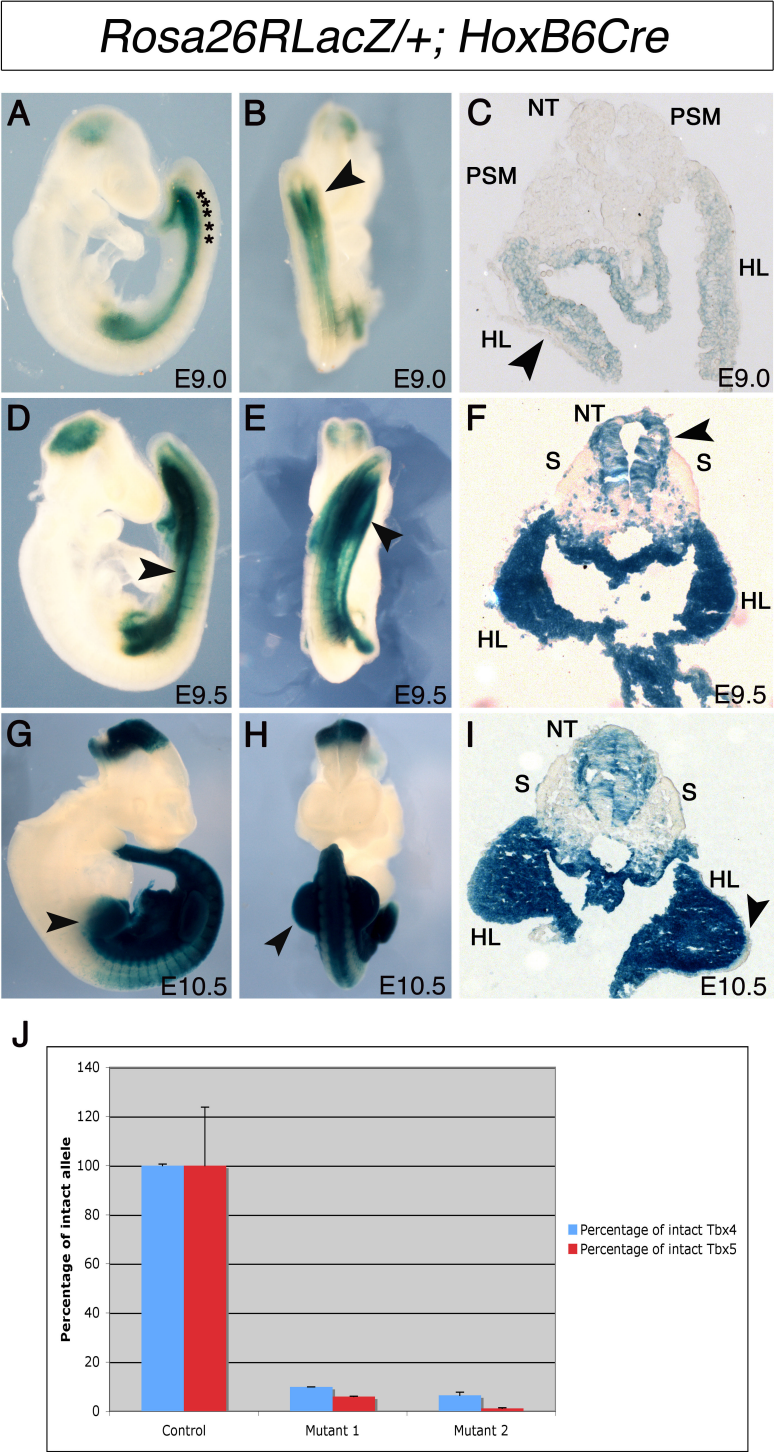 Rosa26RLacZ/+; HoxB6Cre
A
*****
E9.0
B
E9.0
C
NT
PSM
PSM
HL
HL
E9.0
D
E9.5
E
E9.5
F
NT
S
S
HL
HL
E9.5
G
E10.5
H
E10.5
I
NT
S
S
HL
HL
E10.5
J
Percentage of intact allele
140
120
100
80
60
40
20
0
Control
Mutant 1
Mutant 2
Percentage of intact Tbx4
Percentage of intact Tbx5